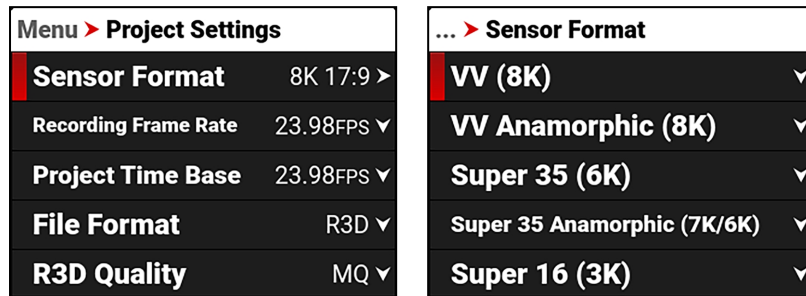 Menu ➤ Project Settings
Sensor Format 8K 17:9 ➤
Recording Frame Rate 23.98FPS
Project Time Base 23.98FPS
File Format R3D
R3D Quality MQ
... ➤ Sensor Format
VV (8K)
VV Anamorphic (8K)
Super 35 (6K)
Super 35 Anamorphic (7K/6K)
Super 16 (3K)